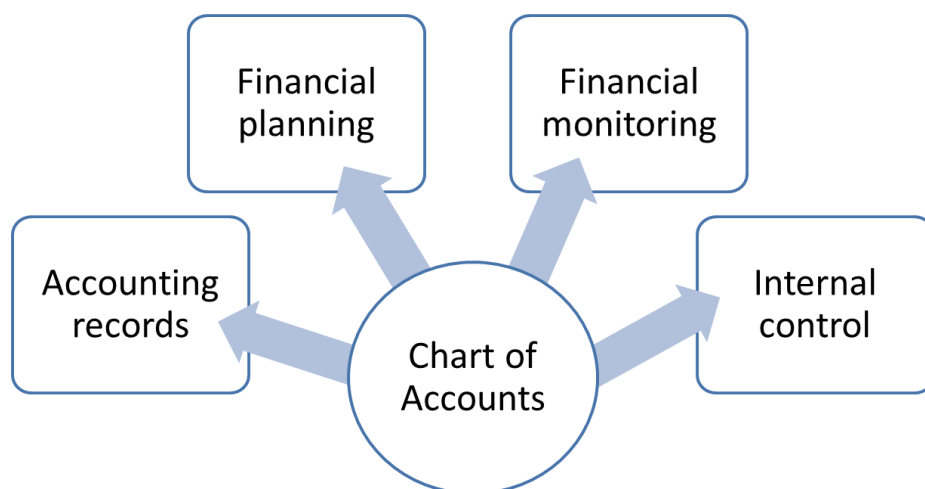 Financial
planning
Financial
monitoring
Accounting
records
Internal
control
Chart of
Accounts